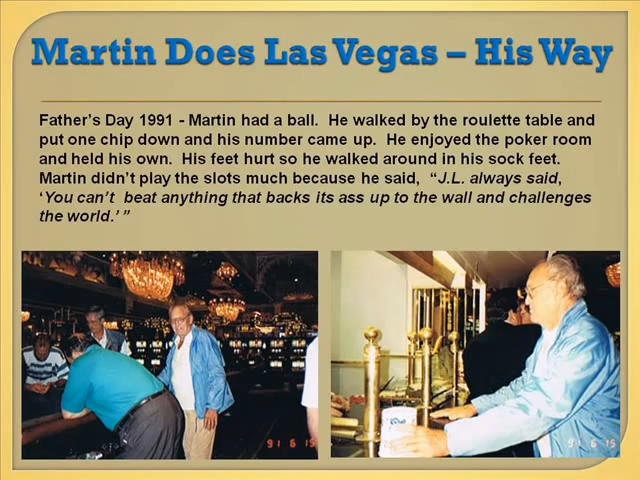 Martin Does Las Vegas – His Way
Father's Day 1991 - Martin had a ball.  He walked by the roulette table and
put one chip down and his number came up.  He enjoyed the poker room
and held his own.  His feet hurt so he walked around in his sock feet.
Martin didn't play the slots much because he said,  “J.L. always said,
‘You can't  beat anything that backs its ass up to the wall and challenges
the world.’ ”
91 6 15
91 6 15